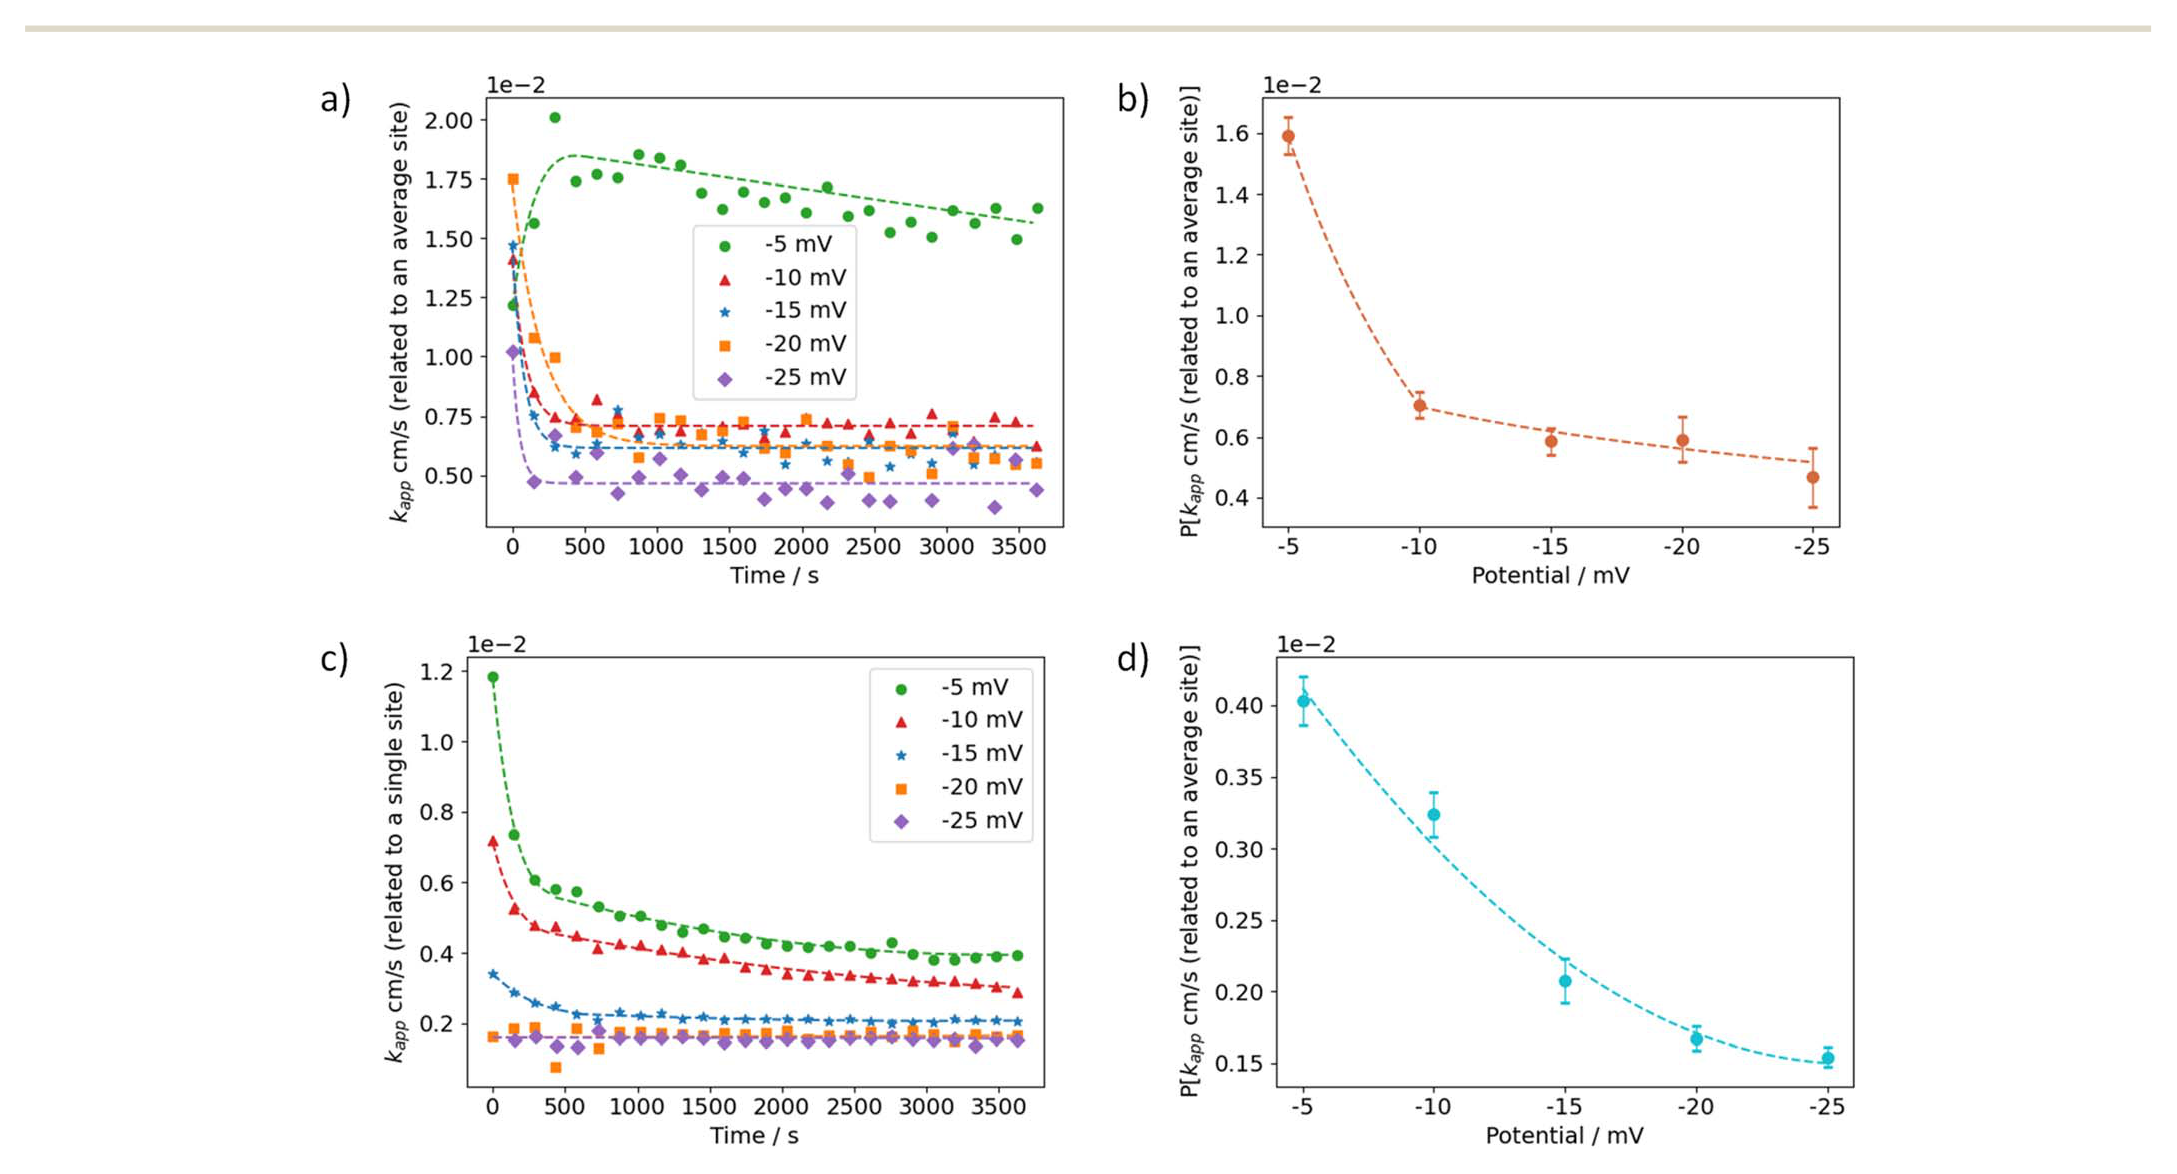 a)
1e−2
k_app cm/s (related to an average site)
2.00
1.75
1.50
1.25
1.00
0.75
0.50
-5 mV
-10 mV
-15 mV
-20 mV
-25 mV
0 500 1000 1500 2000 2500 3000 3500
Time / s
b)
1e−2
P[k_app cm/s (related to an average site)]
1.6
1.4
1.2
1.0
0.8
0.6
0.4
-5 -10 -15 -20 -25
Potential / mV
c)
1e−2
k_app cm/s (related to a single site)
1.2
1.0
0.8
0.6
0.4
0.2
-5 mV
-10 mV
-15 mV
-20 mV
-25 mV
0 500 1000 1500 2000 2500 3000 3500
Time / s
d)
1e−2
P[k_app cm/s (related to an average site)]
0.40
0.35
0.30
0.25
0.20
0.15
-5 -10 -15 -20 -25
Potential / mV